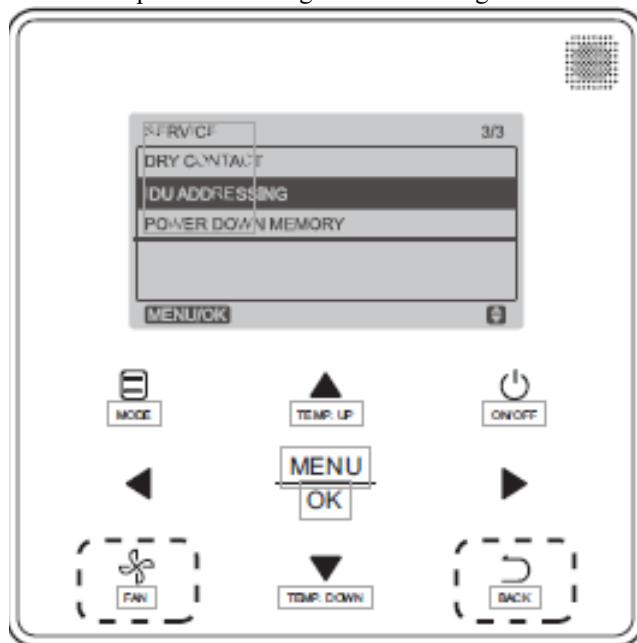 SERVICE 3/3
DRY CONTACT
IDU ADDRESSING
POWER DOWN MEMORY
MENU/OK
MODE TEMP. UP ON/OFF
MENU
OK
FAN TEMP. DOWN BACK